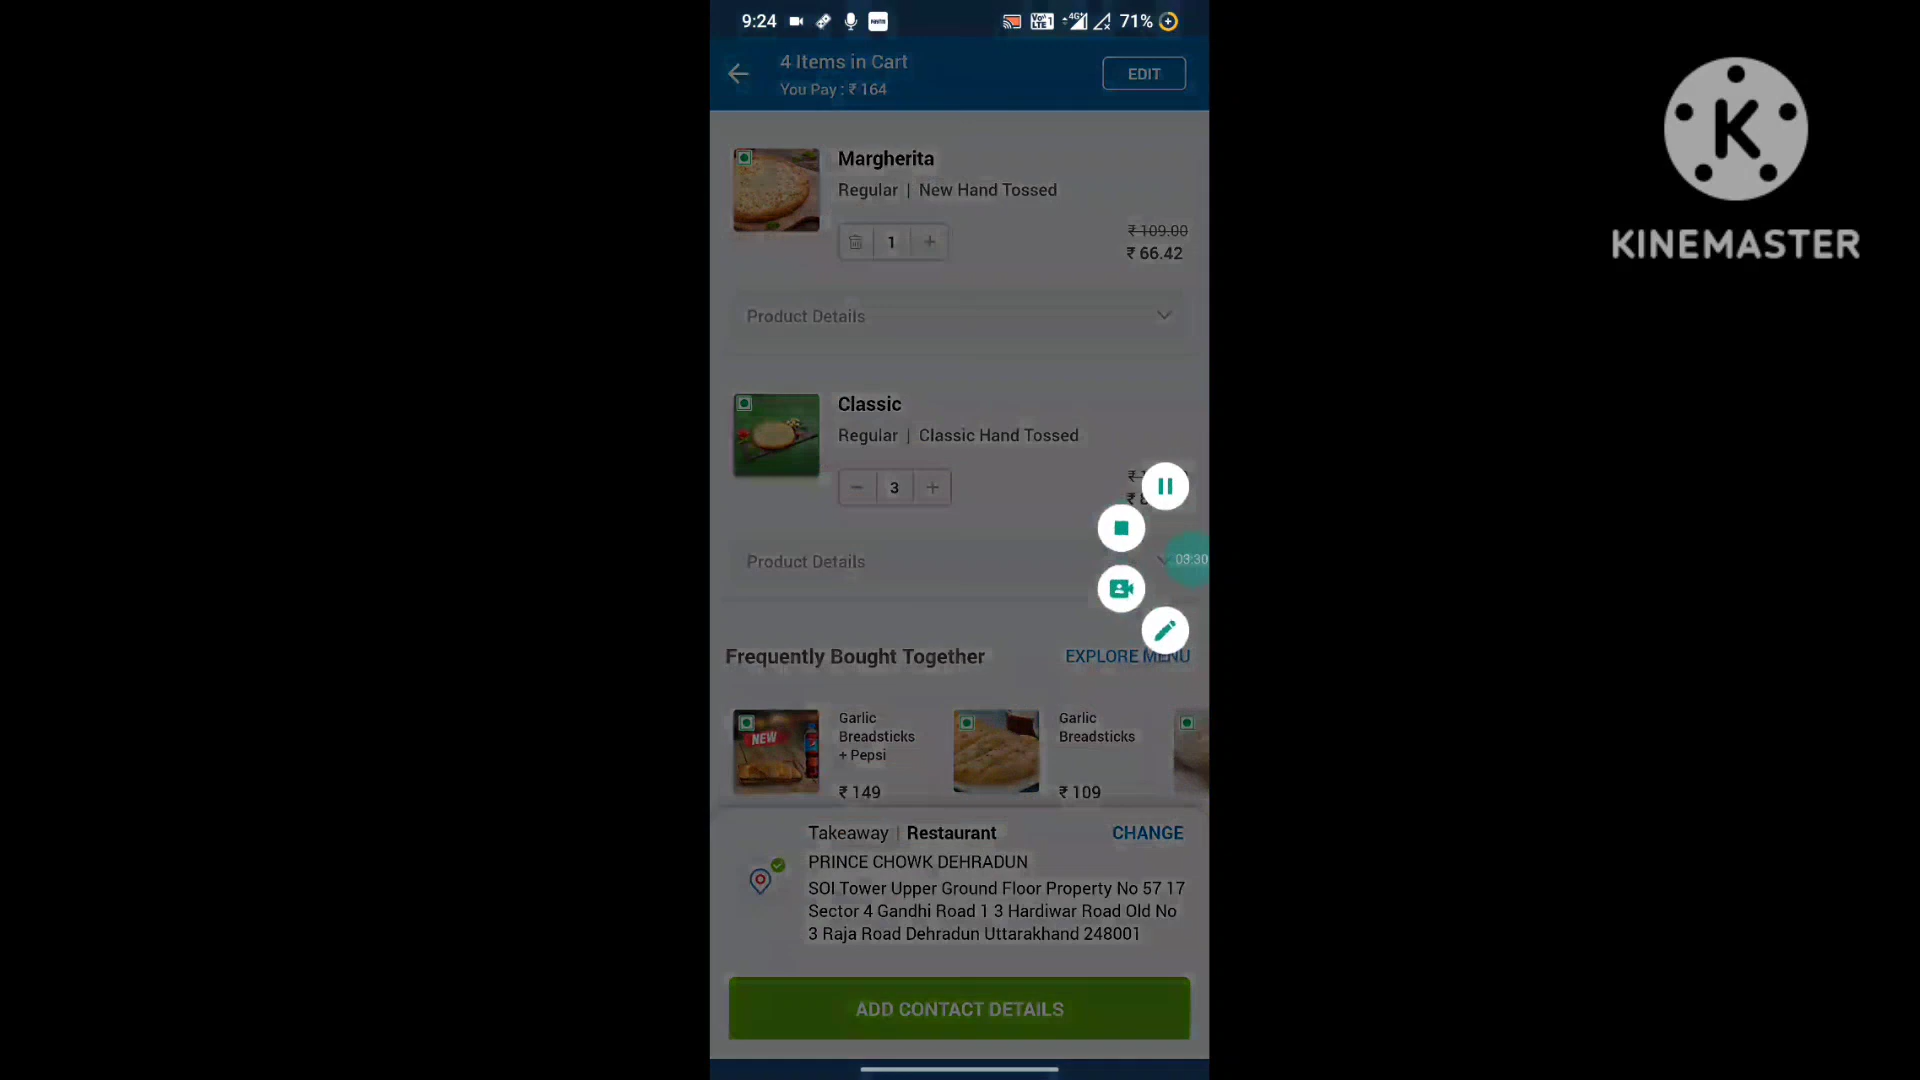 9:24
Vo 1
LTE
4G+
71%
4 Items in Cart
You Pay : ₹ 164
EDIT
K
KINEMASTER
Margherita
Regular | New Hand Tossed
1
₹ 109.00
₹ 66.42
Product Details
Classic
Regular | Classic Hand Tossed
3
Product Details
03:30
Frequently Bought Together
EXPLORE MENU
NEW
Garlic
Breadsticks
+ Pepsi
₹ 149
Garlic
Breadsticks
₹ 109
Takeaway | Restaurant
CHANGE
PRINCE CHOWK DEHRADUN
SOI Tower Upper Ground Floor Property No 57 17
Sector 4 Gandhi Road 1 3 Hardiwar Road Old No
3 Raja Road Dehradun Uttarakhand 248001
ADD CONTACT DETAILS